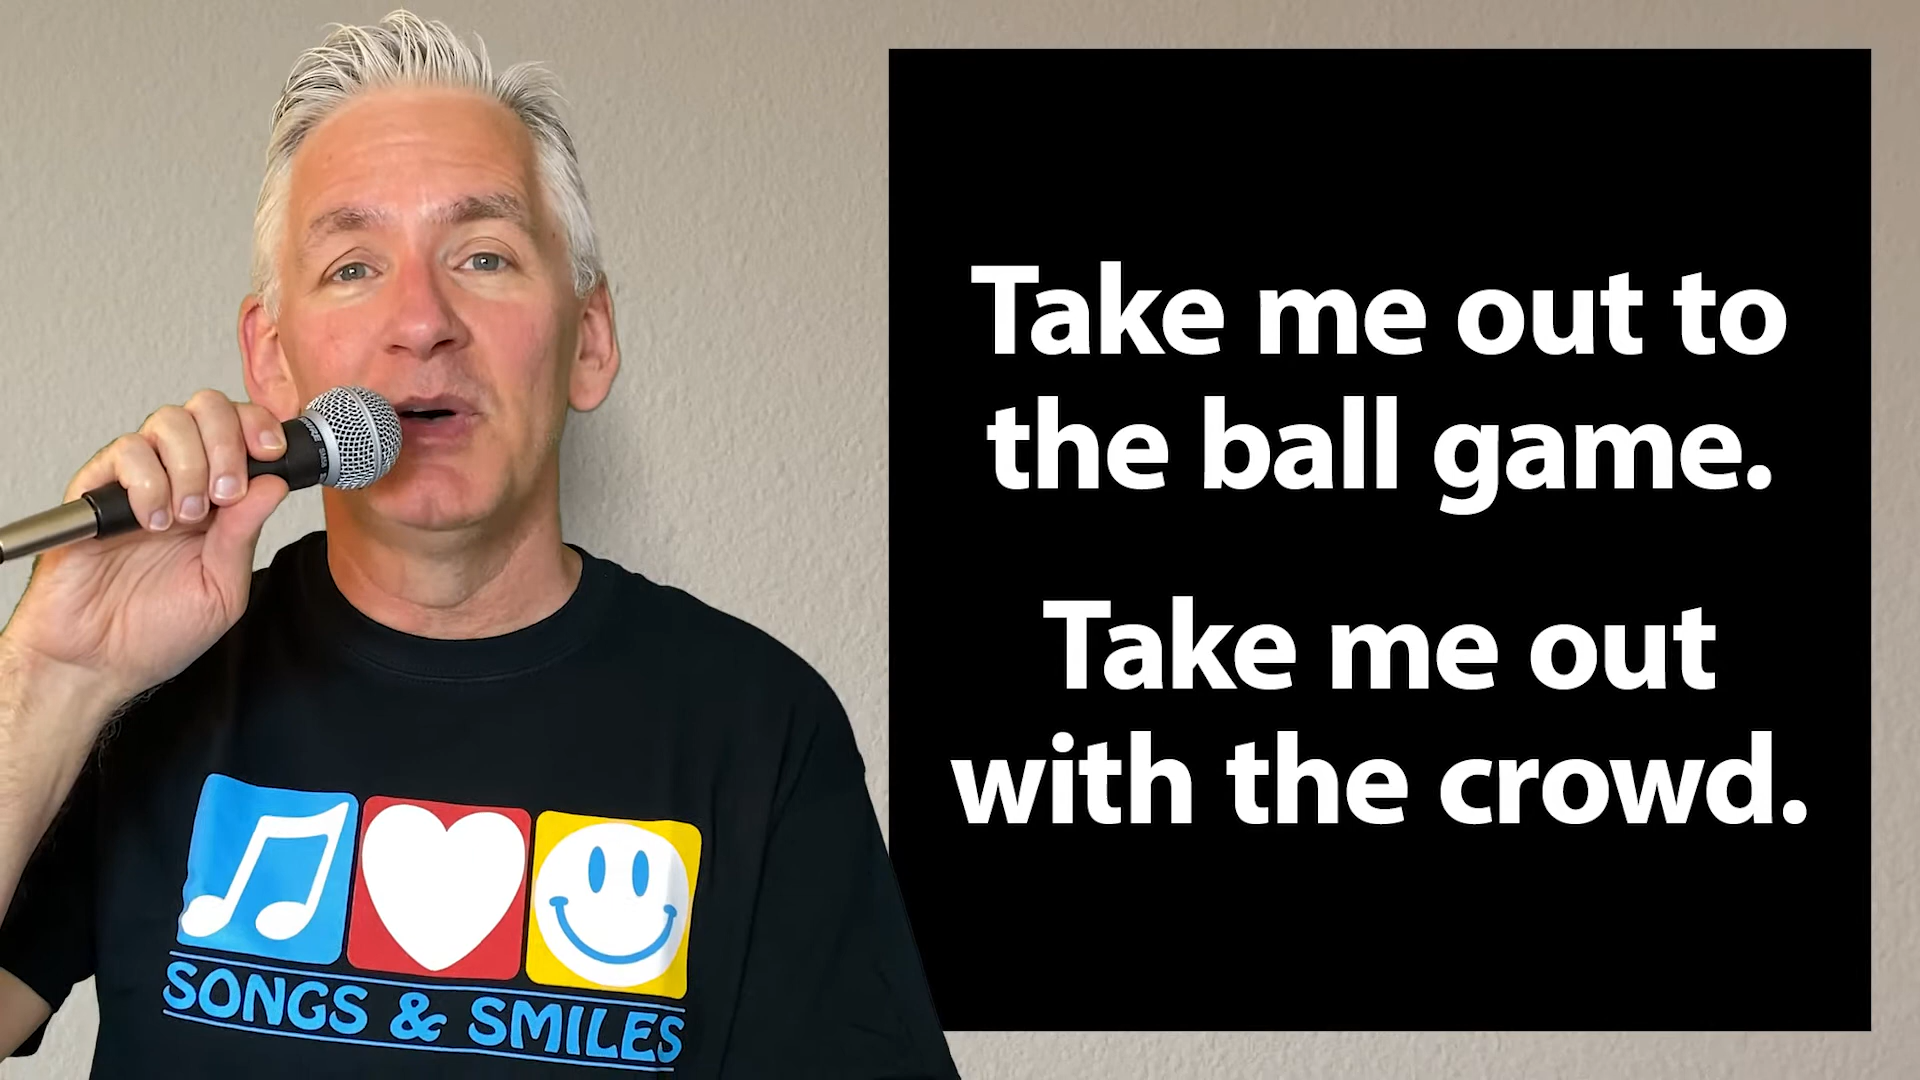 Take me out to
the ball game.
Take me out
with the crowd.
SONGS & SMILES